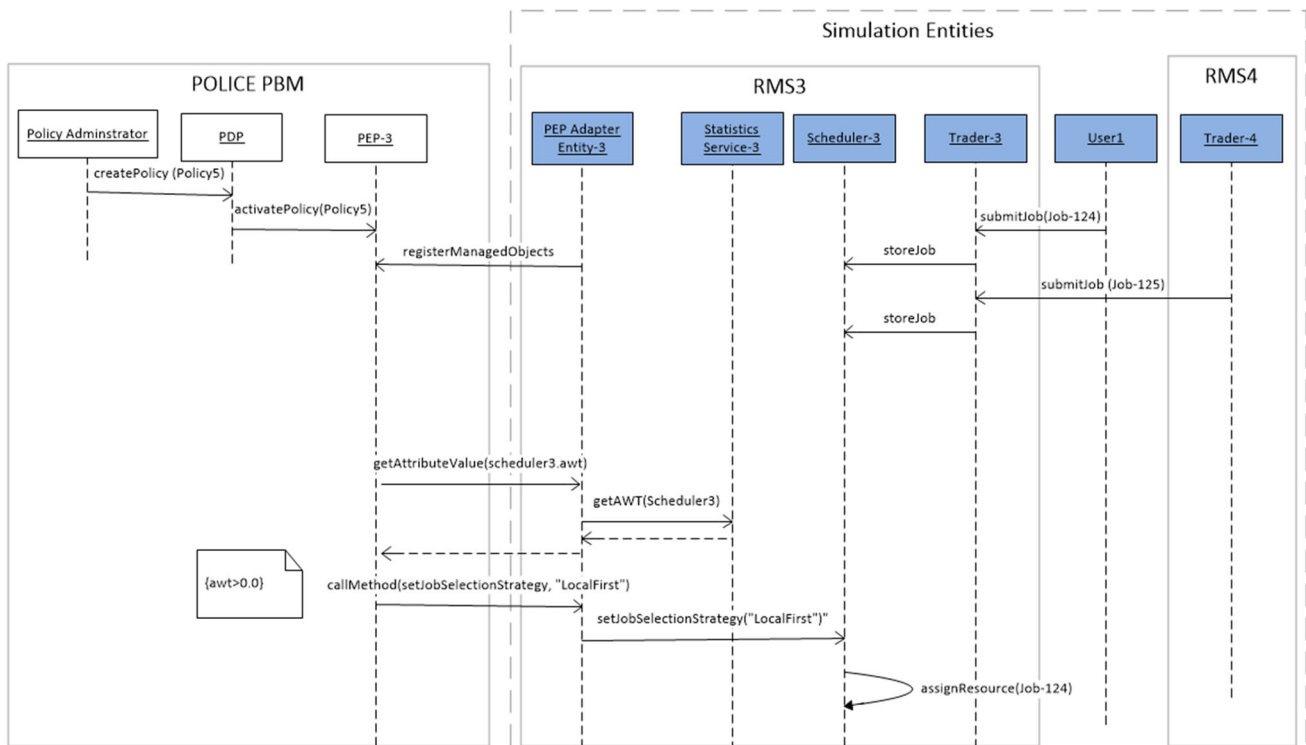 Simulation Entities
POLICE PBM
RMS3
RMS4
Policy Adminstrator
PDP
PEP-3
PEP Adapter
Entity-3
Statistics
Service-3
Scheduler-3
Trader-3
User1
Trader-4
createPolicy (Policy5)
activatePolicy(Policy5)
submitJob(Job-124)
registerManagedObjects
storeJob
submitJob (Job-125)
storeJob
getAttributeValue(scheduler3.awt)
getAWT(Scheduler3)
{awt>0.0}
callMethod(setJobSelectionStrategy, "LocalFirst")
setJobSelectionStrategy("LocalFirst")"
assignResource(Job-124)